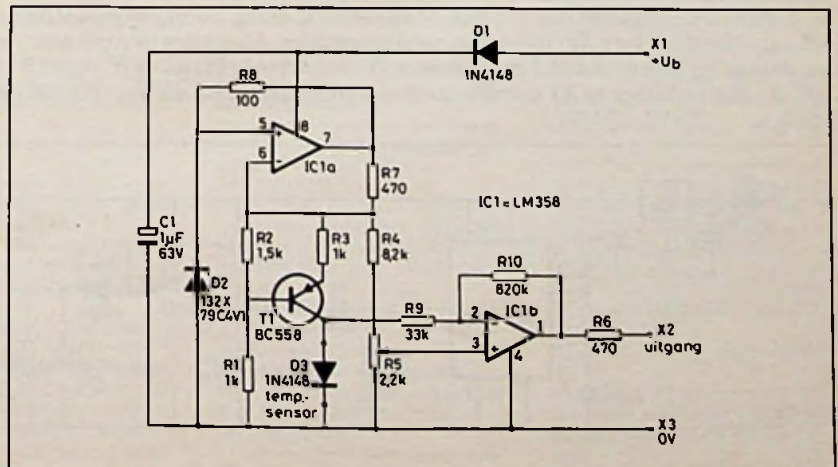 D1
1N4148
X1
+Ub
R8
100
5
+
8
7
6
-
IC1a
R7
470
IC1 = LM358
C1
1µF
63V
R2
1,5k
R3
1k
R4
8,2k
R10
820k
D2
132X
79C4V1
T1
BC558
R9
33k
2
-
IC1b
1
3
+
4
R6
470
X2
uitgang
R1
1k
D3
1N4148
temp.-
sensor
R5
2,2k
X3
0V